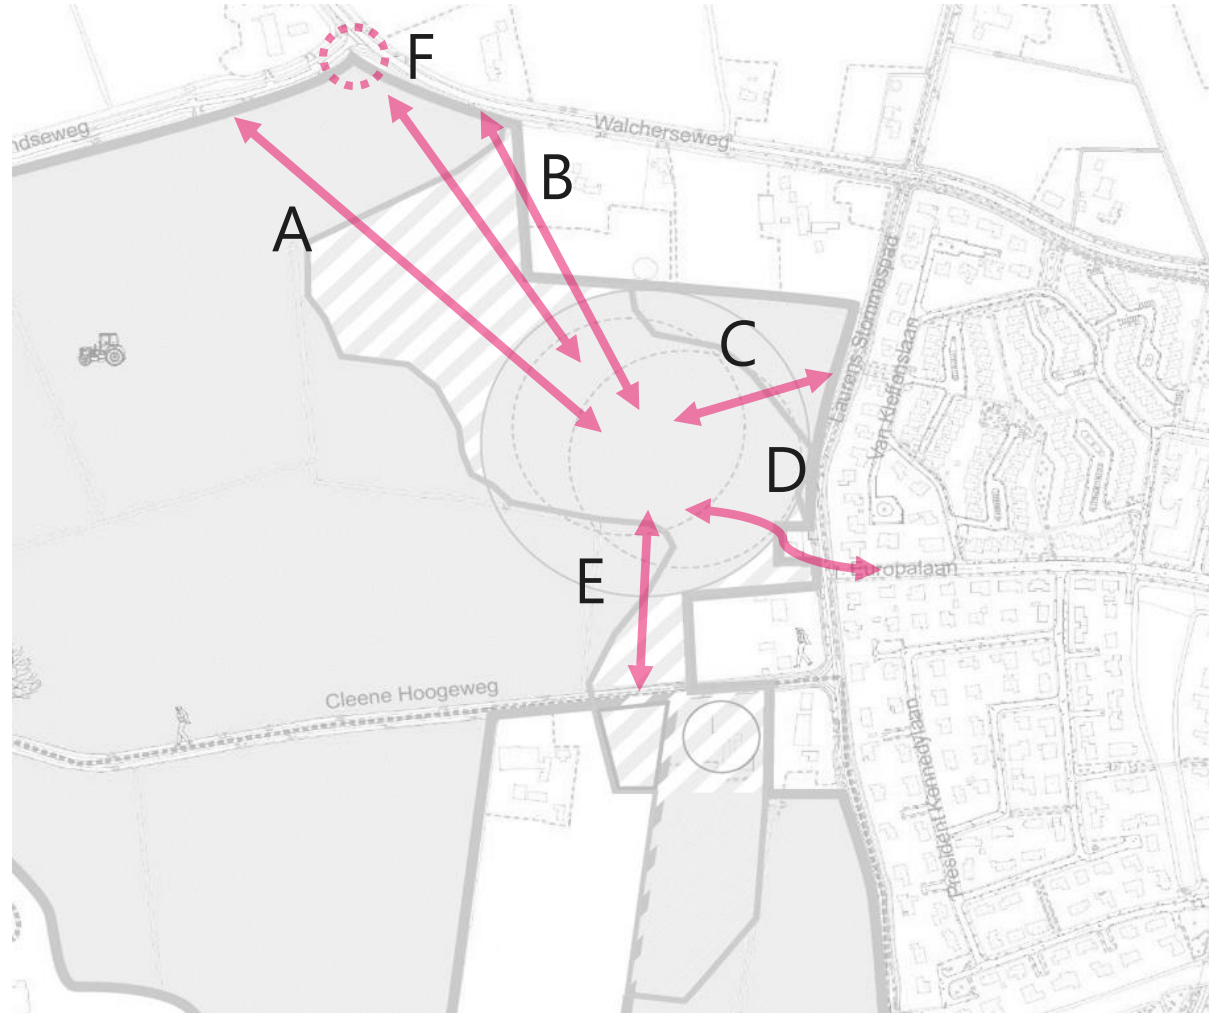 F
ndseweg
Walcherseweg
B
A
Laurens Stommespad
C
Van Kleffenslaan
D
Europalaan
E
Cleene Hoogeweg
President Kennedylaan